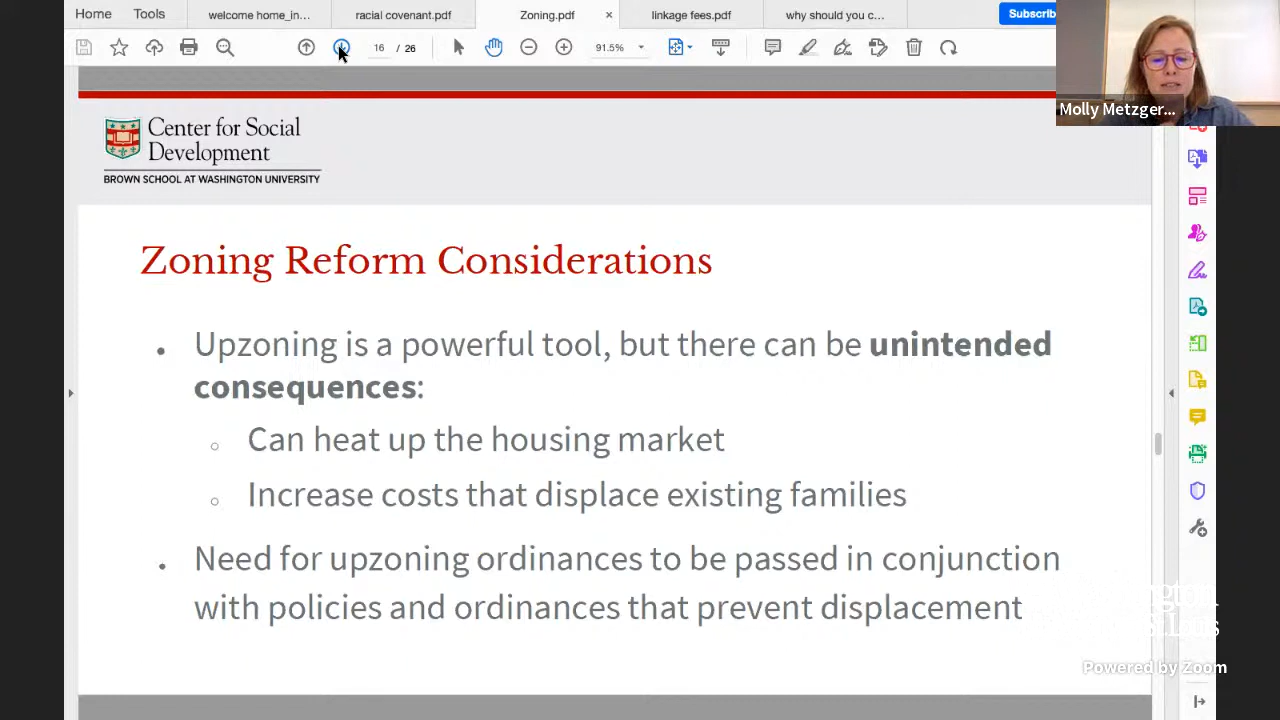 Home
Tools
welcome home_in...
racial covenant.pdf
Zoning.pdf
×
linkage fees.pdf
why should you c...
Subscrib
16 / 26
91.5%
Molly Metzger...
Center for Social
Development
BROWN SCHOOL AT WASHINGTON UNIVERSITY
Zoning Reform Considerations
• Upzoning is a powerful tool, but there can be unintended
consequences:
○ Can heat up the housing market
○ Increase costs that displace existing families
• Need for upzoning ordinances to be passed in conjunction
with policies and ordinances that prevent displacement
Powered by Zoom